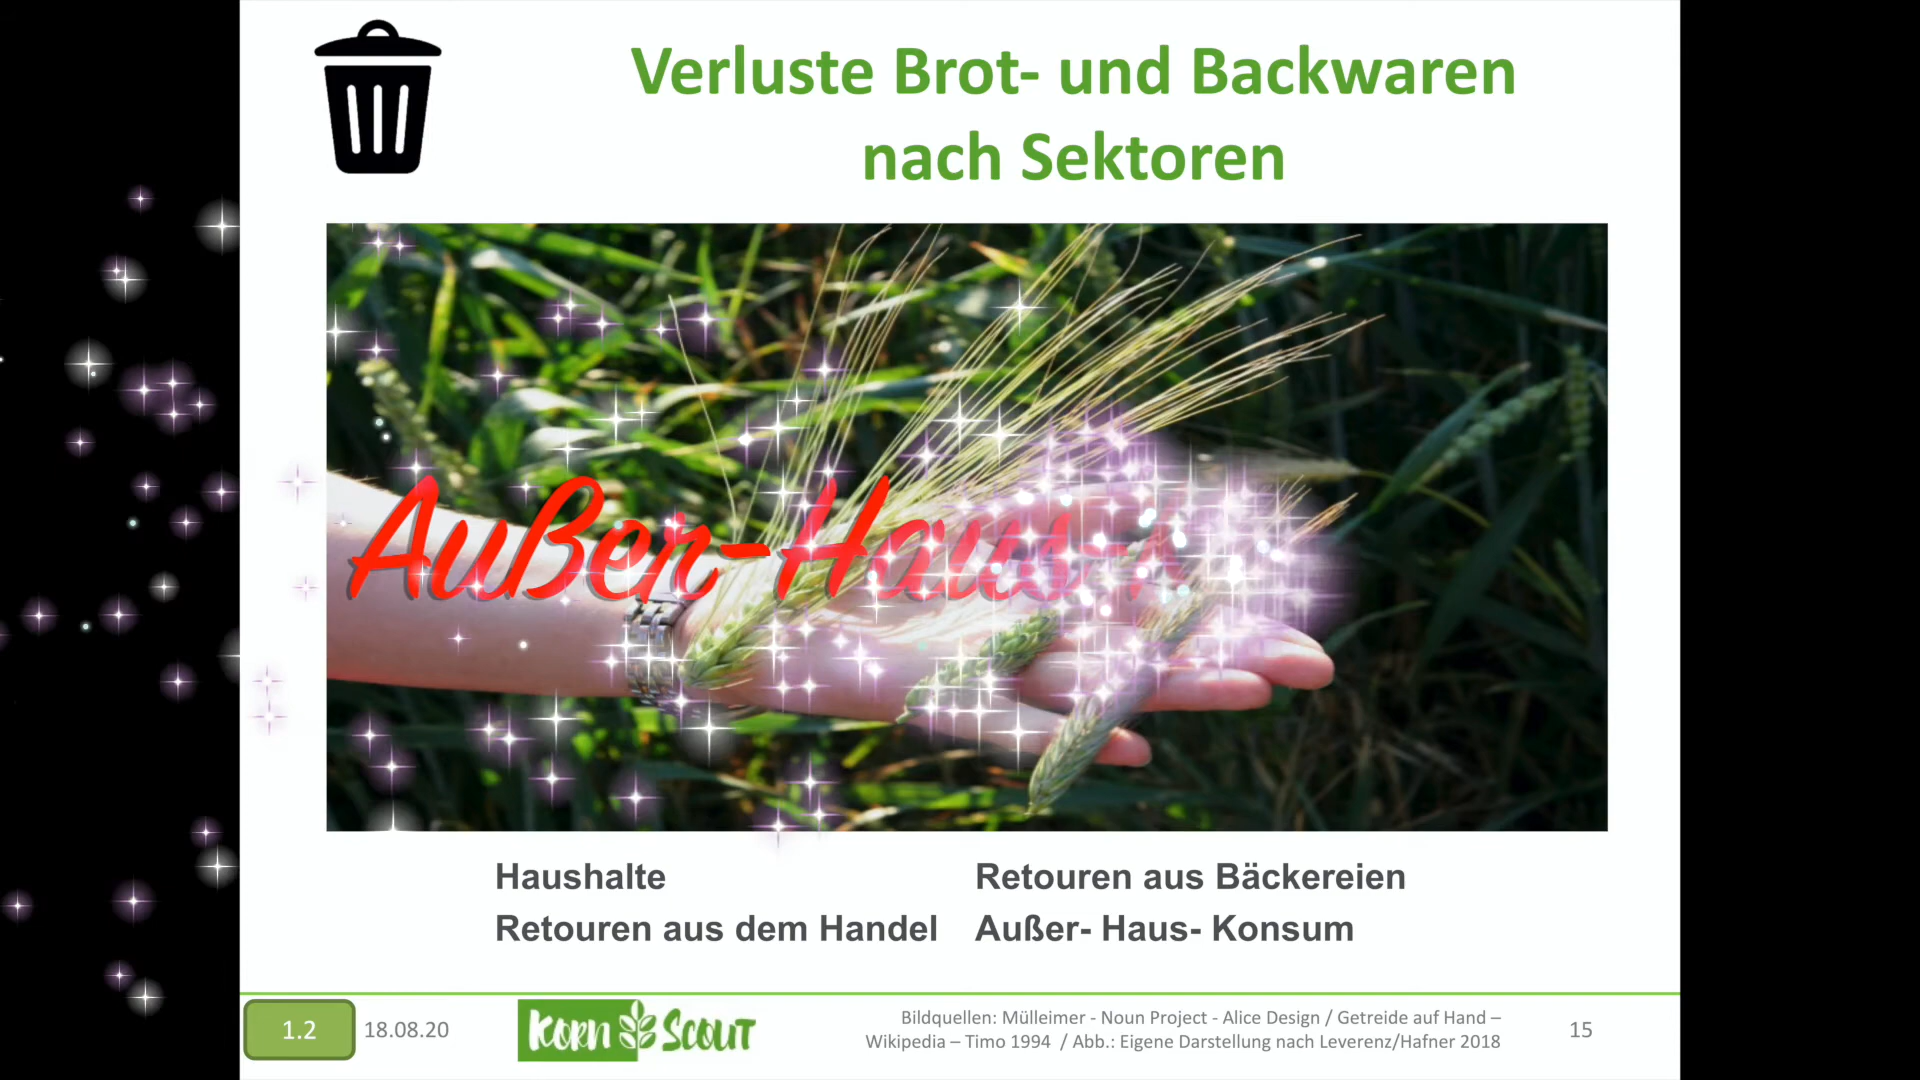 Verluste Brot- und Backwaren
nach Sektoren
Außer-Haus-
Haushalte
Retouren aus Bäckereien
Retouren aus dem Handel
Außer- Haus- Konsum
1.2
18.08.20
Korn Scout
Bildquellen: Mülleimer - Noun Project - Alice Design / Getreide auf Hand –
Wikipedia – Timo 1994 / Abb.: Eigene Darstellung nach Leverenz/Hafner 2018
15